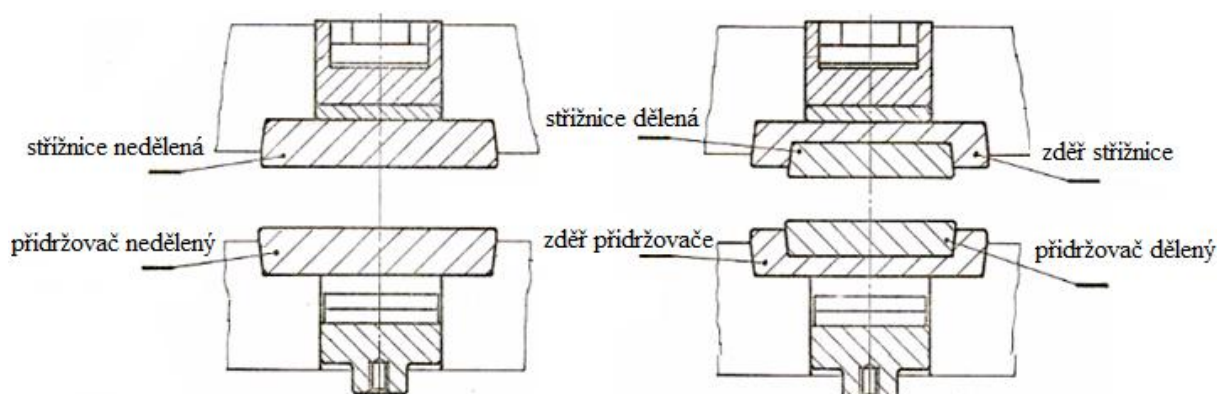 střižnice nedělená
přidržovač nedělený
střižnice dělená
zděř střižnice
zděř přidržovače
přidržovač dělený